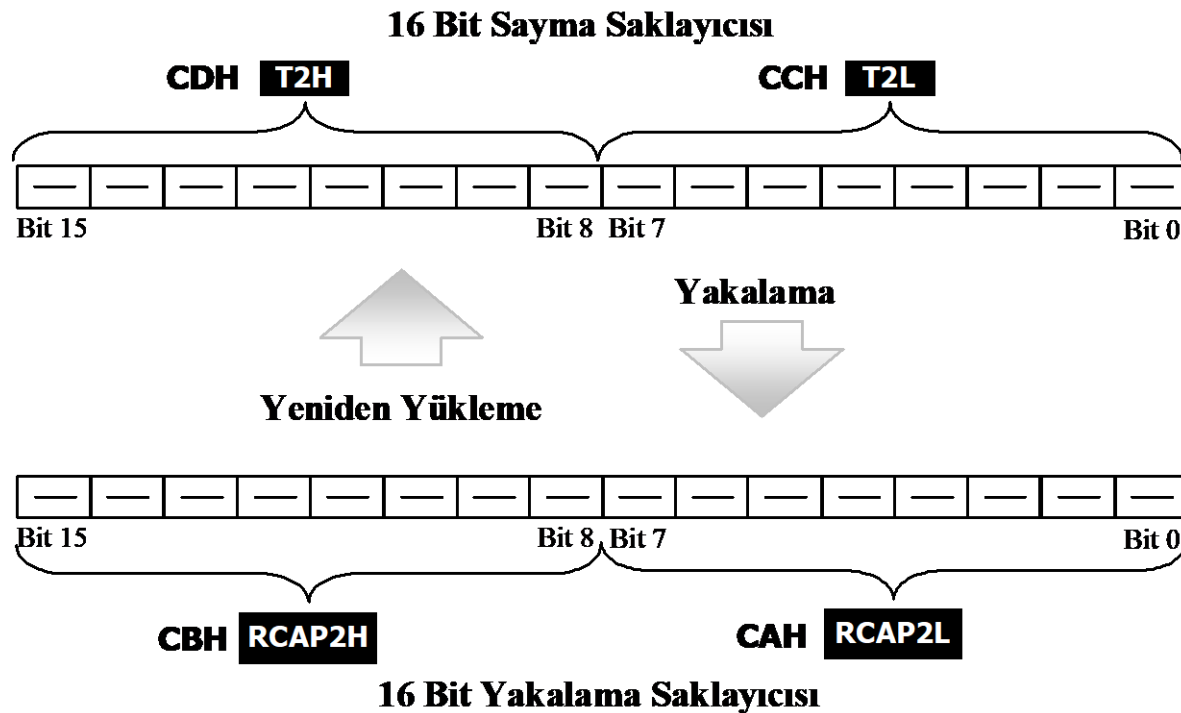 16 Bit Sayma Saklayıcısı
CDH T2H CCH T2L
Bit 15 Bit 8 Bit 7 Bit 0
Yakalama
Yeniden Yükleme
Bit 15 Bit 8 Bit 7 Bit 0
CBH RCAP2H CAH RCAP2L
16 Bit Yakalama Saklayıcısı